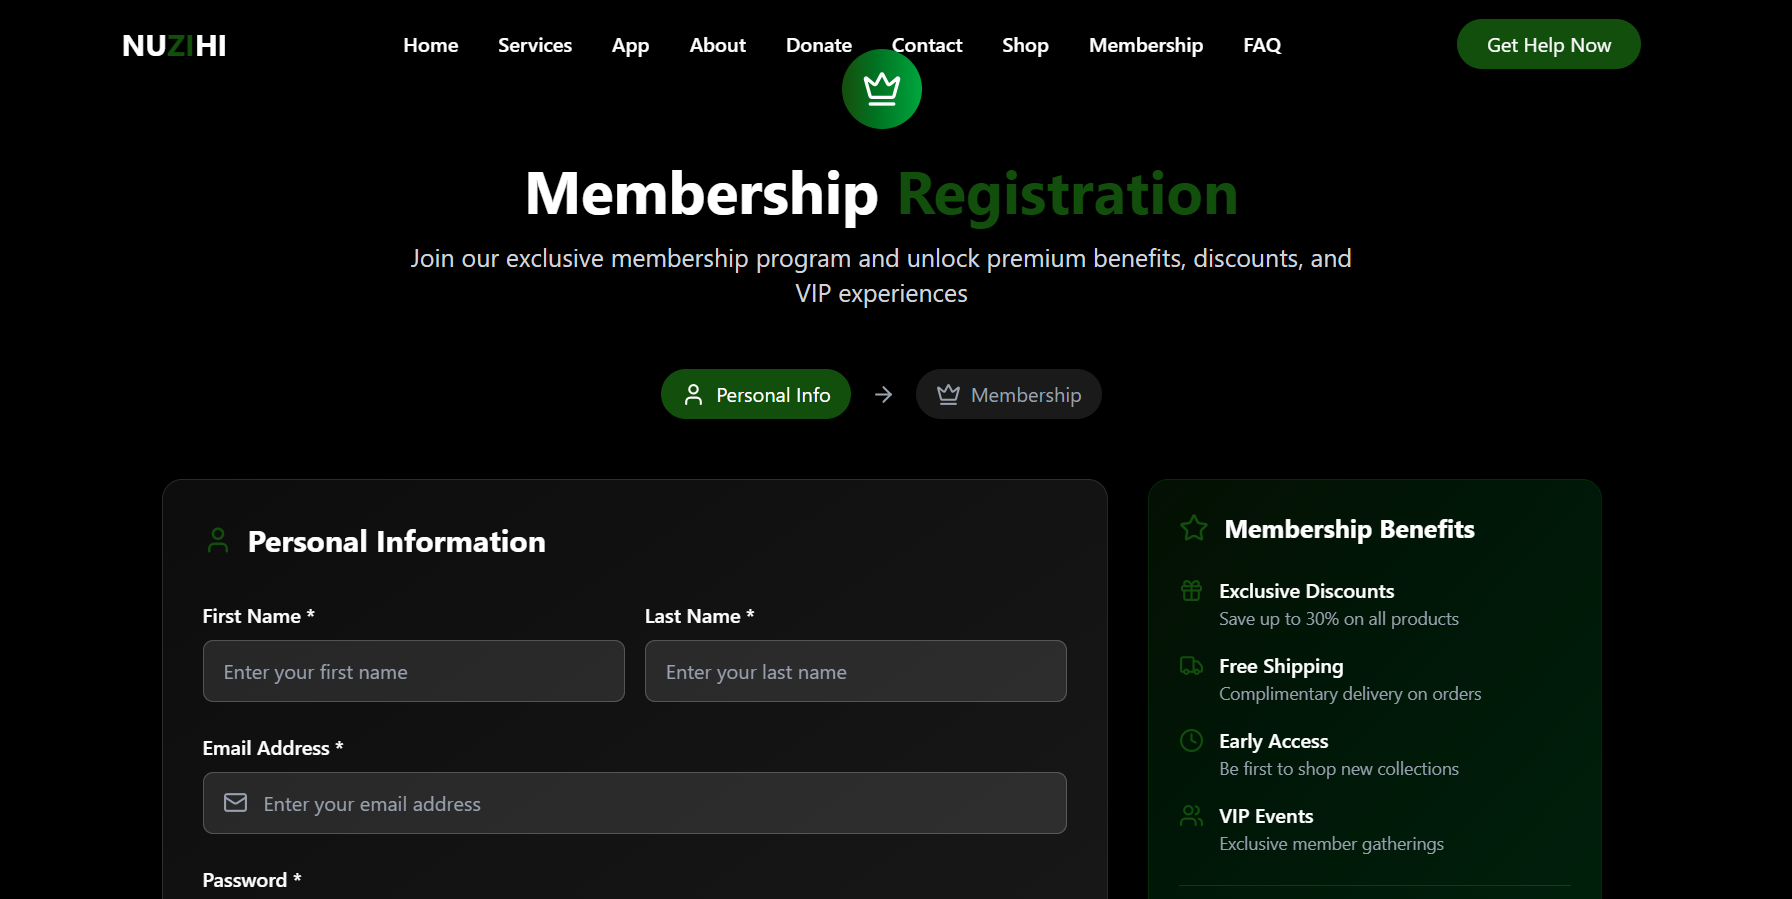 NUZIHI
Home Services App About Donate Contact Shop Membership FAQ
Get Help Now
Membership Registration
Join our exclusive membership program and unlock premium benefits, discounts, and
VIP experiences
Personal Info
Membership
Personal Information
First Name *
Last Name *
Enter your first name
Enter your last name
Email Address *
Enter your email address
Password *
Membership Benefits
Exclusive Discounts
Save up to 30% on all products
Free Shipping
Complimentary delivery on orders
Early Access
Be first to shop new collections
VIP Events
Exclusive member gatherings